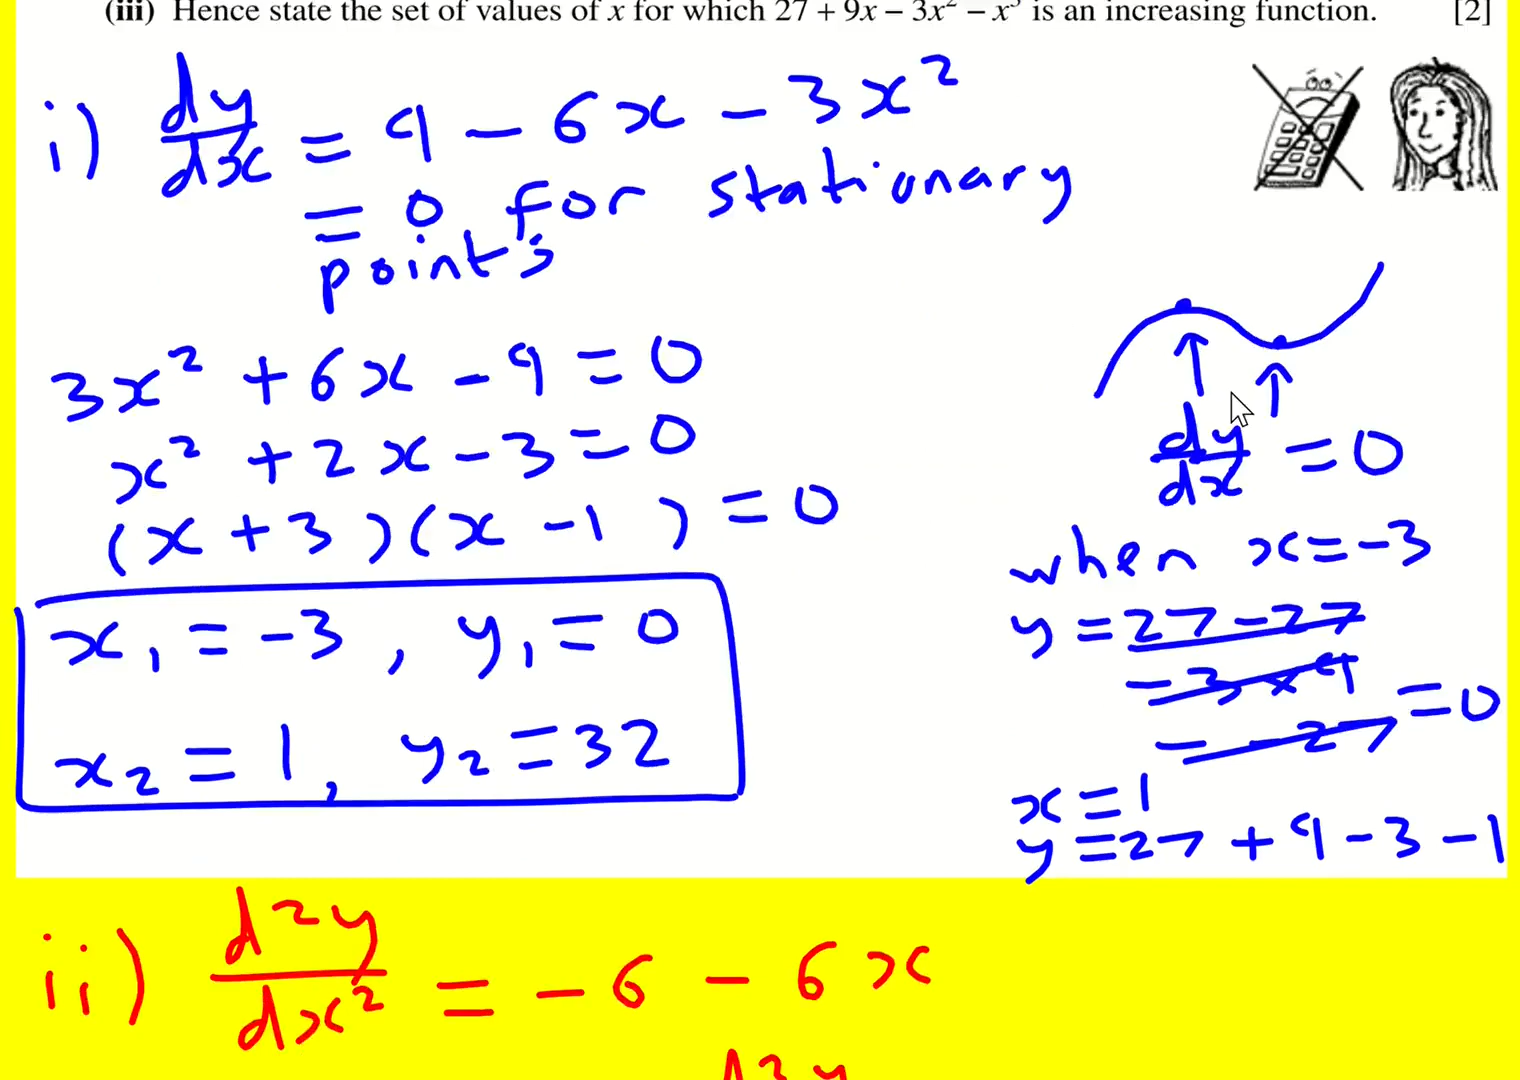 (iii) Hence state the set of values of x for which 27 + 9x − 3x² − x³ is an increasing function. [2]
i) dy/dx = 9 − 6x − 3x²
= 0 for stationary
points
3x² + 6x − 9 = 0
x² + 2x − 3 = 0
(x + 3)(x − 1) = 0
x₁ = −3, y₁ = 0
x₂ = 1, y₂ = 32
dy/dx = 0
when x = −3
y = 27 − 27
− 3 × 9
− − 27 = 0
x = 1
y = 27 + 9 − 3 − 1
ii) d²y/dx² = −6 − 6x